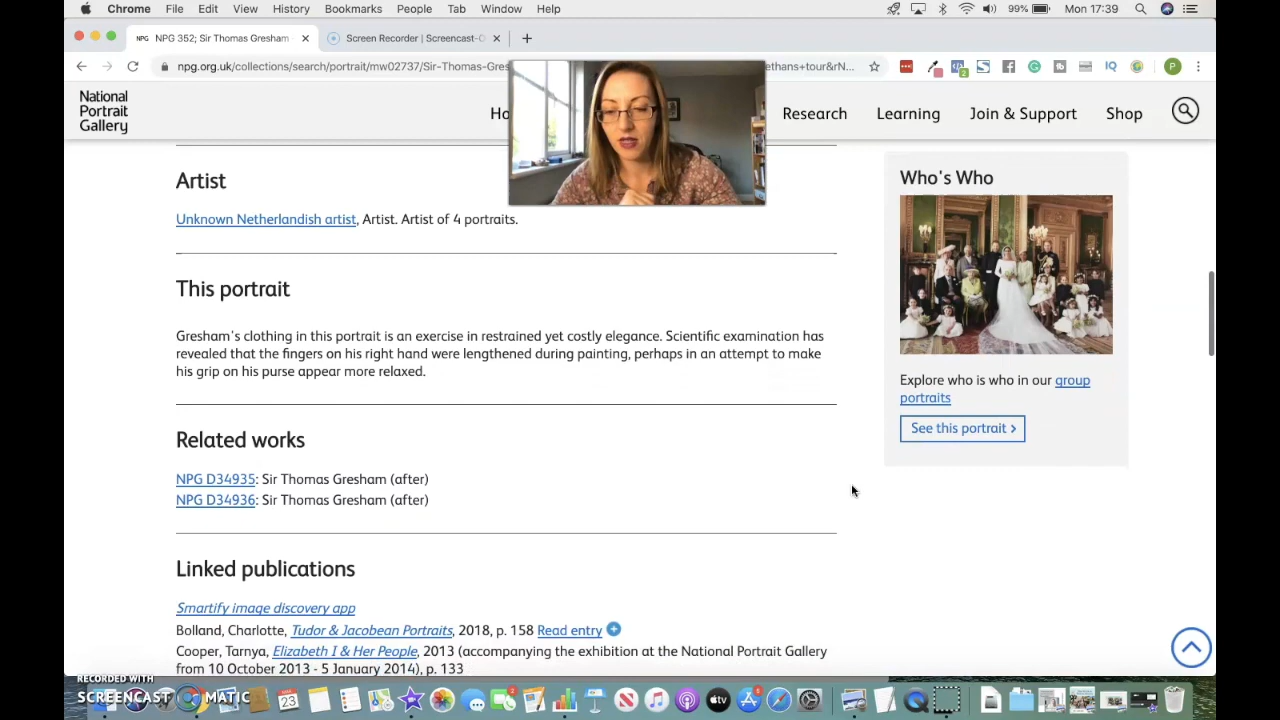 Chrome File Edit View History Bookmarks People Tab Window Help 99% Mon 17:39
NPG NPG 352; Sir Thomas Gresham Screen Recorder | Screencast-O
npg.org.uk/collections/search/portrait/mw02737/Sir-Thomas-Gres ethans+tour&rN... IQ P
National
Portrait
Gallery
Ho Research Learning Join & Support Shop
Artist
Unknown Netherlandish artist, Artist. Artist of 4 portraits.
This portrait
Gresham's clothing in this portrait is an exercise in restrained yet costly elegance. Scientific examination has
revealed that the fingers on his right hand were lengthened during painting, perhaps in an attempt to make
his grip on his purse appear more relaxed.
Related works
NPG D34935: Sir Thomas Gresham (after)
NPG D34936: Sir Thomas Gresham (after)
Linked publications
Smartify image discovery app
Bolland, Charlotte, Tudor & Jacobean Portraits, 2018, p. 158 Read entry
Cooper, Tarnya, Elizabeth I & Her People, 2013 (accompanying the exhibition at the National Portrait Gallery
from 10 October 2013 - 5 January 2014), p. 133
Who's Who
Explore who is who in our group
portraits
See this portrait >
RECORDED WITH
SCREENCAST MATIC
23
tv